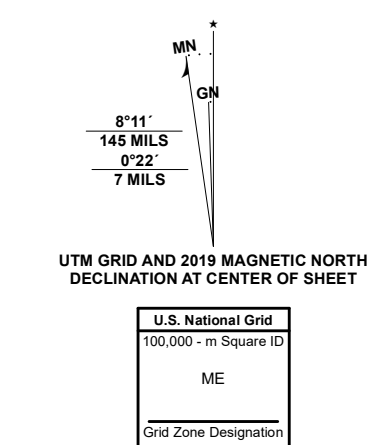 ★
MN
GN
8°11´
145 MILS
0°22´
7 MILS
UTM GRID AND 2019 MAGNETIC NORTH
DECLINATION AT CENTER OF SHEET
U.S. National Grid
100,000 - m Square ID
ME
Grid Zone Designation